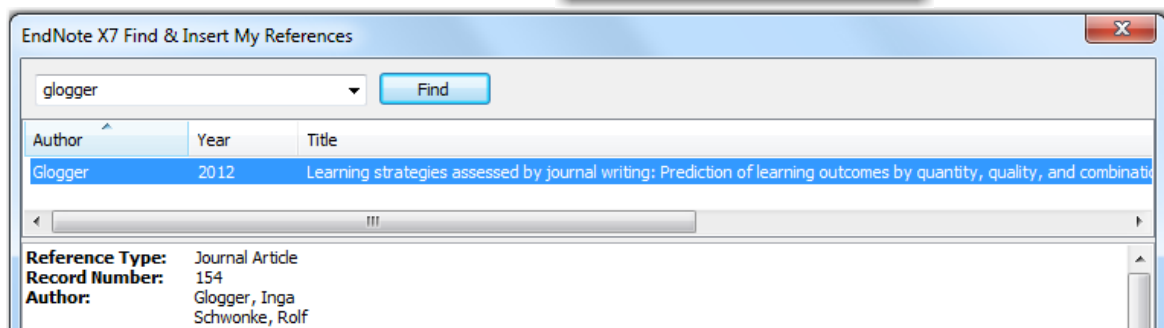 EndNote X7 Find & Insert My References
glogger Find
Author Year Title
Glogger 2012 Learning strategies assessed by journal writing: Prediction of learning outcomes by quantity, quality, and
Reference Type: Journal Article
Record Number: 154
Author: Glogger, Inga
Schwonke, Rolf